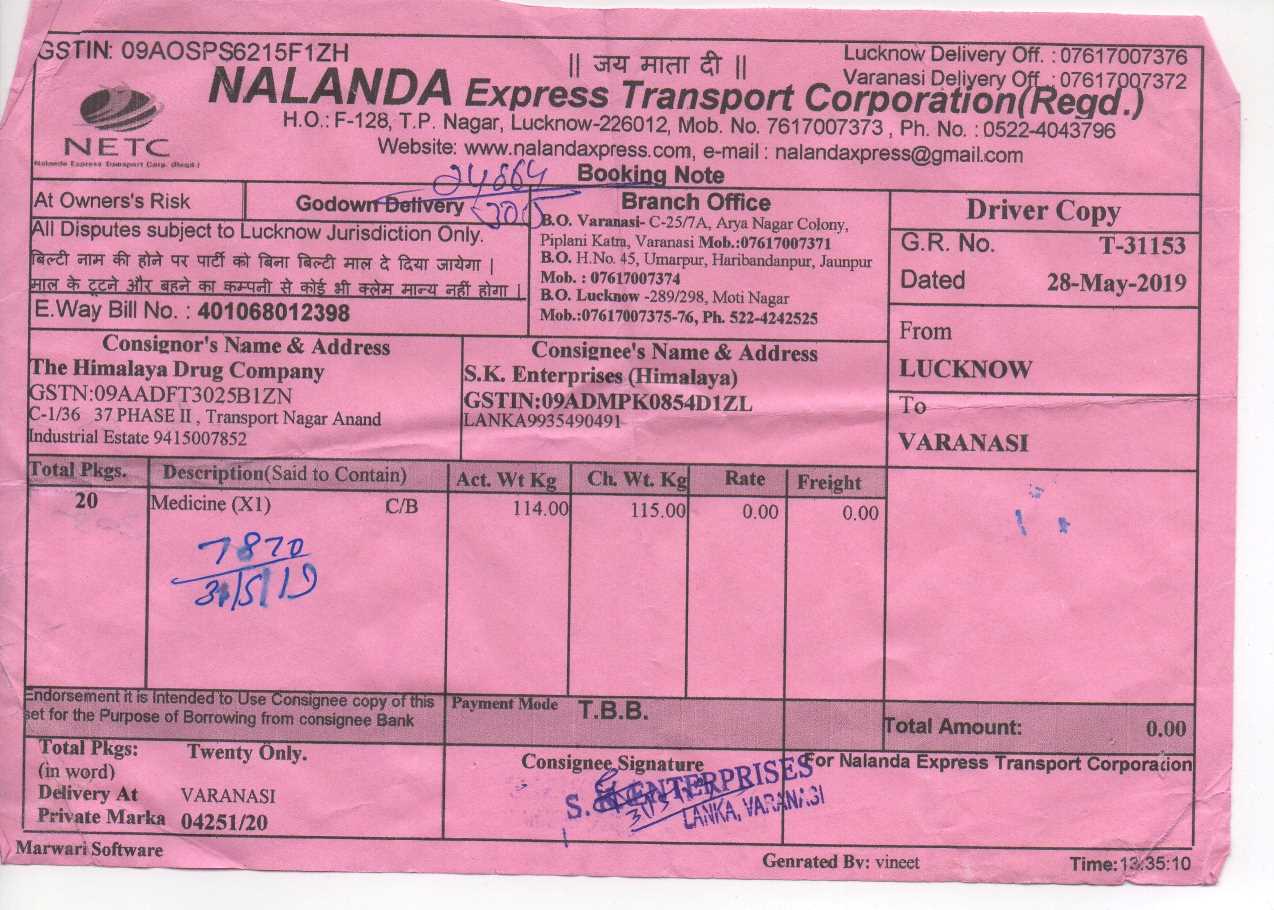 GSTIN: 09AOSPS6215F1ZH
|| जय माता दी ||
Lucknow Delivery Off. : 07617007376
Varanasi Delivery Off. : 07617007372
NALANDA Express Transport Corporation(Regd.)
H.O.: F-128, T.P. Nagar, Lucknow-226012, Mob. No. 7617007373 , Ph. No. : 0522-4043796
Website: www.nalandaxpress.com, e-mail : nalandaxpress@gmail.com
NETC
Nalanda Express Transport Corp. (Regd.)
24864
Booking Note
At Owners's Risk
Godown Delivery
All Disputes subject to Lucknow Jurisdiction Only.
बिल्टी नाम की होने पर पार्टी को बिना बिल्टी माल दे दिया जायेगा |
माल के टूटने और बहने का कम्पनी से कोई भी क्लेम मान्य नहीं होगा |
E.Way Bill No. : 401068012398
Branch Office
B.O. Varanasi- C-25/7A, Arya Nagar Colony,
Piplani Katra, Varanasi Mob.:07617007371
B.O. H.No. 45, Umarpur, Haribandanpur, Jaunpur
Mob. : 07617007374
B.O. Lucknow -289/298, Moti Nagar
Mob.:07617007375-76, Ph. 522-4242525
Driver Copy
G.R. No. T-31153
Dated 28-May-2019
From
LUCKNOW
To
VARANASI
Consignor's Name & Address
The Himalaya Drug Company
GSTN:09AADFT3025B1ZN
C-1/36 37 PHASE II , Transport Nagar Anand
Industrial Estate 9415007852
Consignee's Name & Address
S.K. Enterprises (Himalaya)
GSTIN:09ADMPK0854D1ZL
LANKA9935490491
Total Pkgs. Description(Said to Contain) Act. Wt Kg Ch. Wt. Kg Rate Freight
20 Medicine (X1) C/B 114.00 115.00 0.00 0.00
7870
31/5/19
Endorsement it is Intended to Use Consignee copy of this
set for the Purpose of Borrowing from consignee Bank
Payment Mode T.B.B.
Total Amount: 0.00
Total Pkgs: Twenty Only.
(in word)
Delivery At VARANASI
Private Marka 04251/20
Consignee Signature
S. ENTERPRISES
LANKA, VARANASI
For Nalanda Express Transport Corporation
Marwari Software
Genrated By: vineet
Time:13:35:10